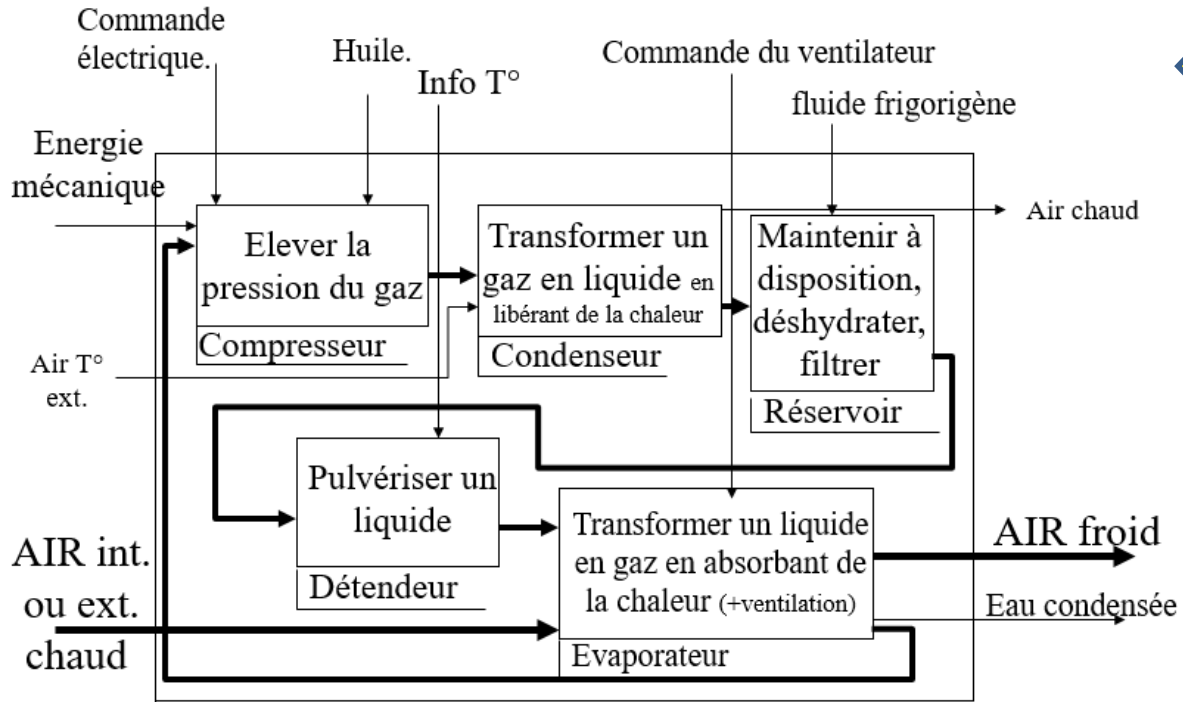 Commande
électrique.
Huile.
Info T°
Commande du ventilateur
fluide frigorigène
Energie
mécanique
Elever la
pression du gaz
Compresseur
Transformer un
gaz en liquide en
libérant de la chaleur
Condenseur
Maintenir à
disposition,
déshydrater,
filtrer
Réservoir
Air chaud
Air T°
ext.
Pulvériser un
liquide
Détendeur
Transformer un liquide
en gaz en absorbant de
la chaleur (+ventilation)
Evaporateur
AIR int.
ou ext.
chaud
AIR froid
Eau condensée